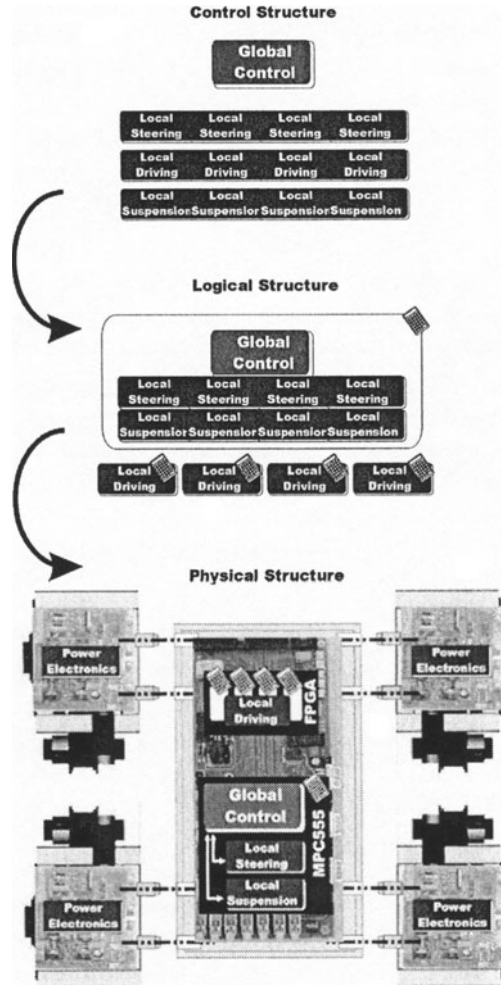 Control Structure
Global
Control
Local Local Local Local
Steering Steering Steering Steering
Local Local Local Local
Driving Driving Driving Driving
Local Local Local Local
Suspension Suspension Suspension Suspension
Logical Structure
Global
Control
Local Local Local Local
Steering Steering Steering Steering
Local Local Local Local
Suspension Suspension Suspension Suspension
Local Local Local Local
Driving Driving Driving Driving
Physical Structure
Power
Electronics
Power
Electronics
Local
Driving
FPGA
Global
Control
MPC555
Local
Steering
Local
Suspension
Power
Electronics
Power
Electronics